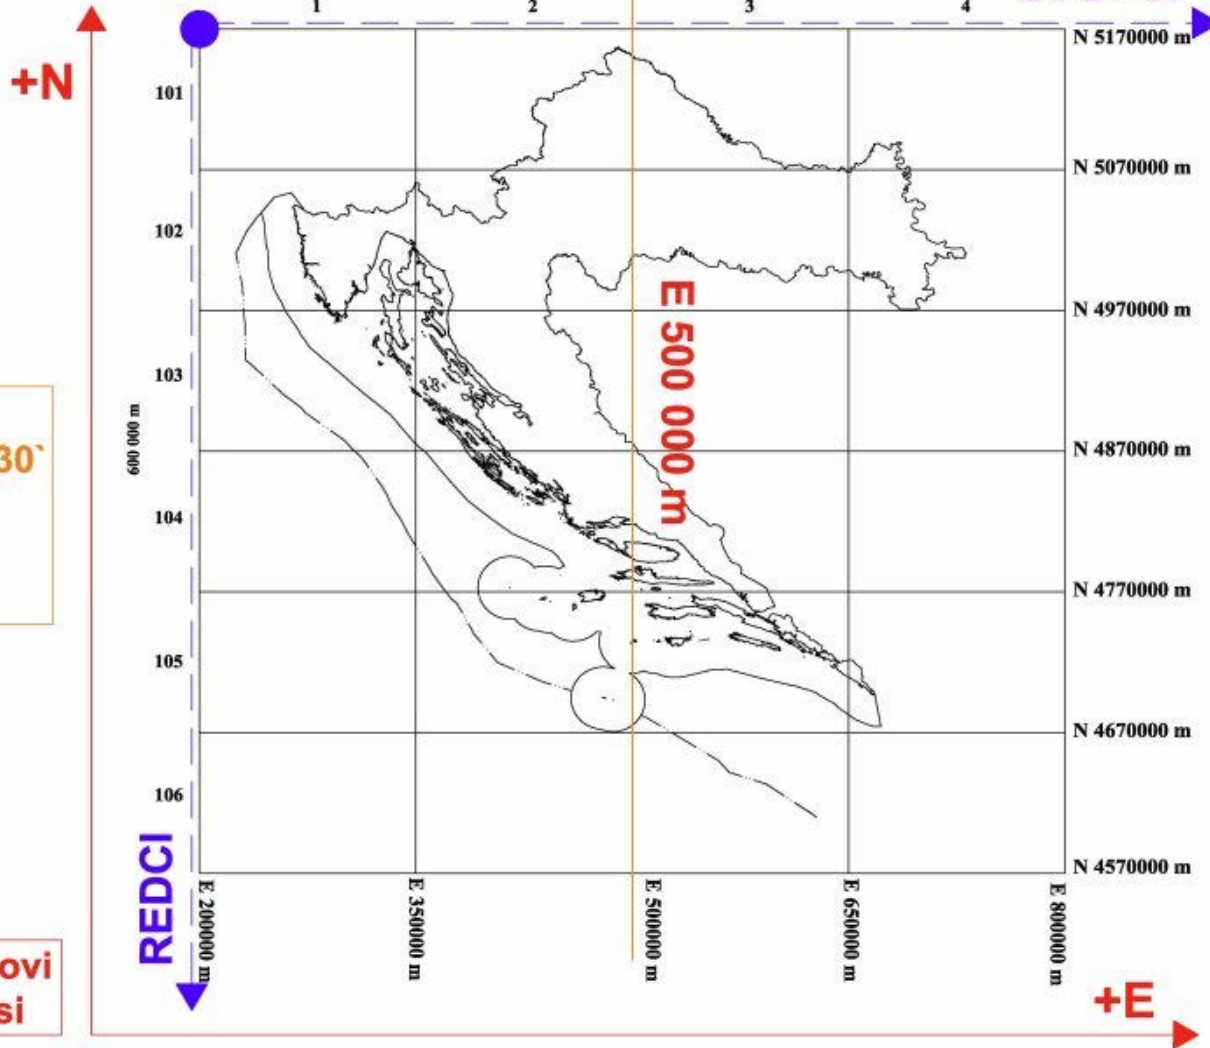 1 2 3 4
N 5170000 m
+N
101
N 5070000 m
102
N 4970000 m
E 500 000 m
103
600 000 m
30`
N 4870000 m
104
N 4770000 m
105
N 4670000 m
106
REDCI
N 4570000 m
E 200000 m
E 350000 m
E 500000 m
E 650000 m
E 800000 m
ovi
si
+E